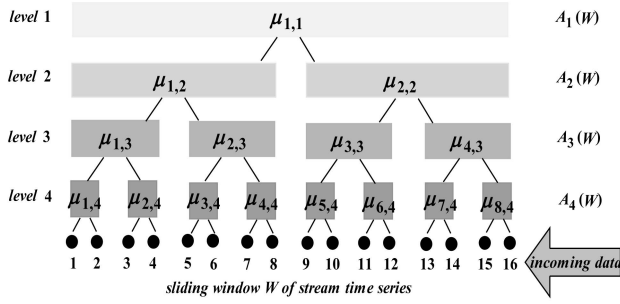 level 1 μ1,1 A1(W)
level 2 μ1,2 μ2,2 A2(W)
level 3 μ1,3 μ2,3 μ3,3 μ4,3 A3(W)
level 4 μ1,4 μ2,4 μ3,4 μ4,4 μ5,4 μ6,4 μ7,4 μ8,4 A4(W)
1 2 3 4 5 6 7 8 9 10 11 12 13 14 15 16 incoming data
sliding window W of stream time series